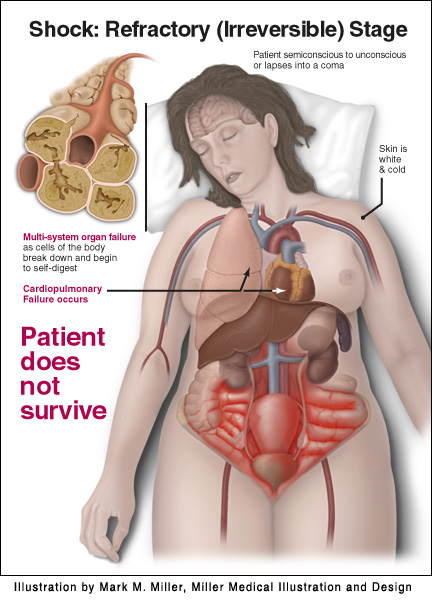 Shock: Refractory (Irreversible) Stage
Patient semiconscious to unconscious
or lapses into a coma
Skin is
white
& cold
Multi-system organ failure
as cells of the body
break down and begin
to self-digest
Cardiopulmonary
Failure occurs
Patient
does
not
survive
Illustration by Mark M. Miller, Miller Medical Illustration and Design